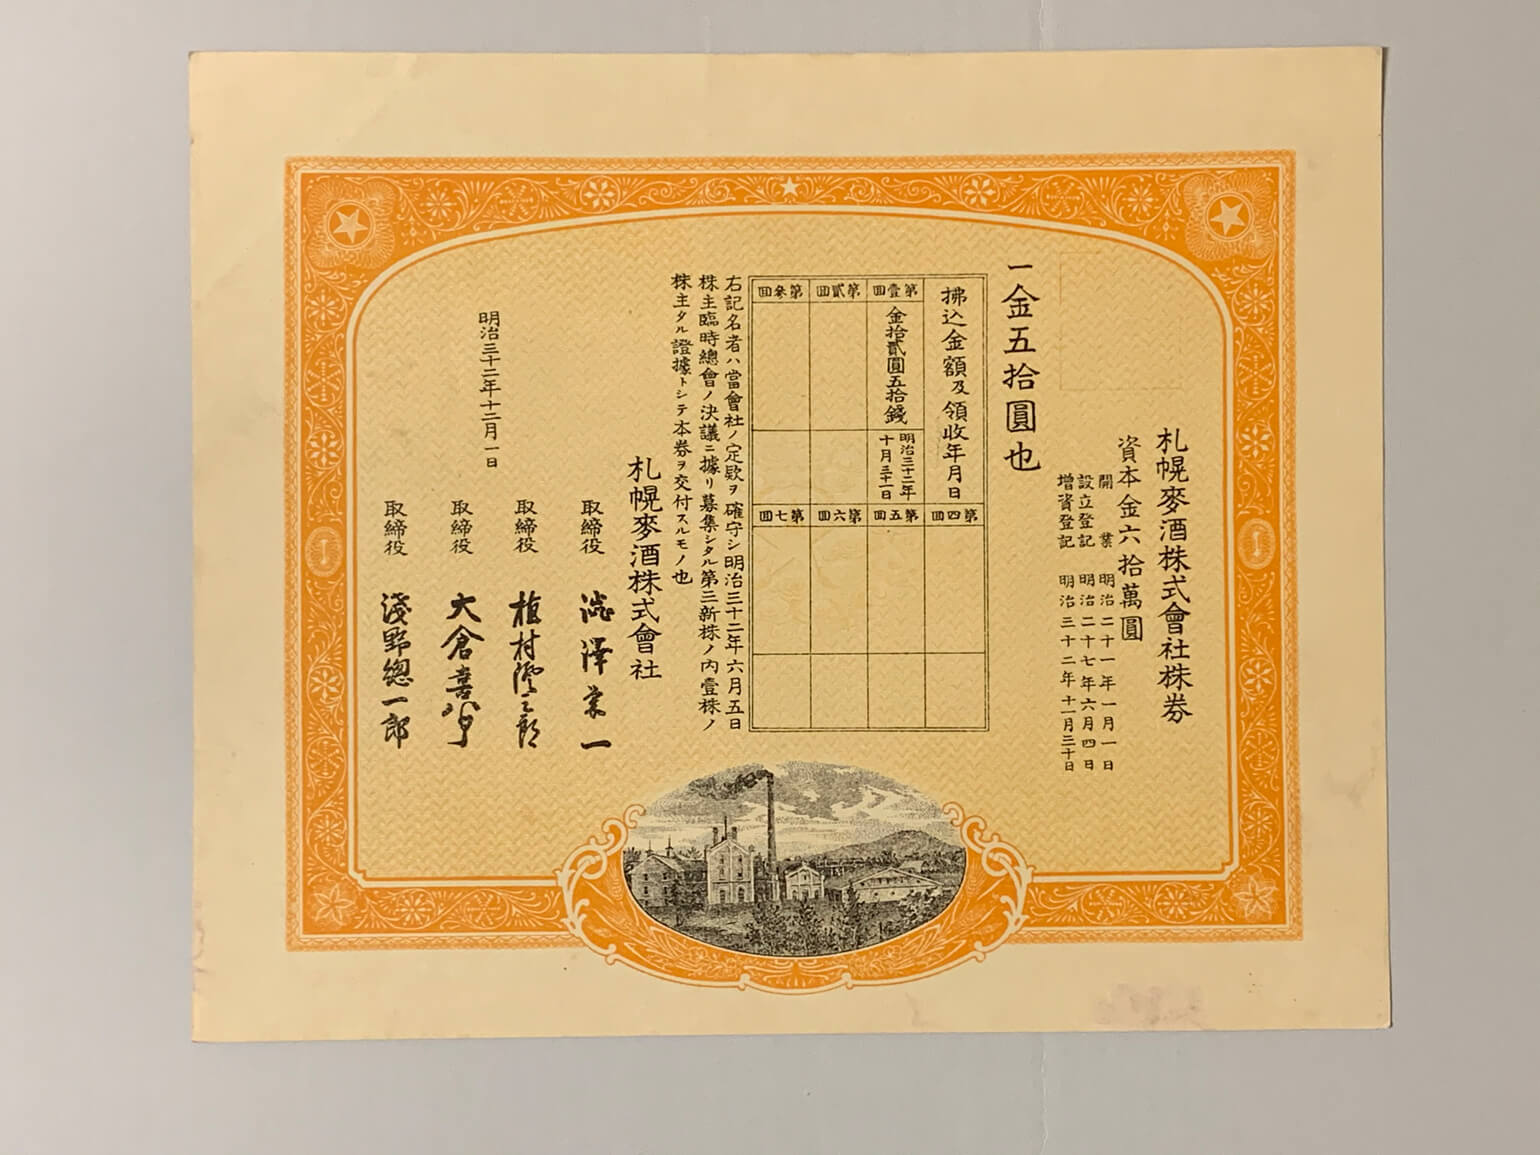 札幌麥酒株式會社株券
資本金六拾萬圓
開業 明治二十一年一月一日
設立登記 明治二十七年六月四日
增資登記 明治三十二年十一月三十日
一金五拾圓也
拂込金額及領收年月日
第壹回
金拾貳圓五拾錢
明治三十二年
十月三十一日
第貳回
第參回
第四回
第五回
第六回
第七回
右記名者ハ當會社ノ定款ヲ確守シ明治三十二年六月五日
株主臨時總會ノ決議ニ據リ募集シタル第三新株ノ內壹株ノ
株主タル證據トシテ本券ヲ交付スルモノ也
札幌麥酒株式會社
明治三十二年十二月一日
取締役 澁澤榮一
取締役 植村澄三郎
取締役 大倉喜八郎
取締役 淺野總一郎